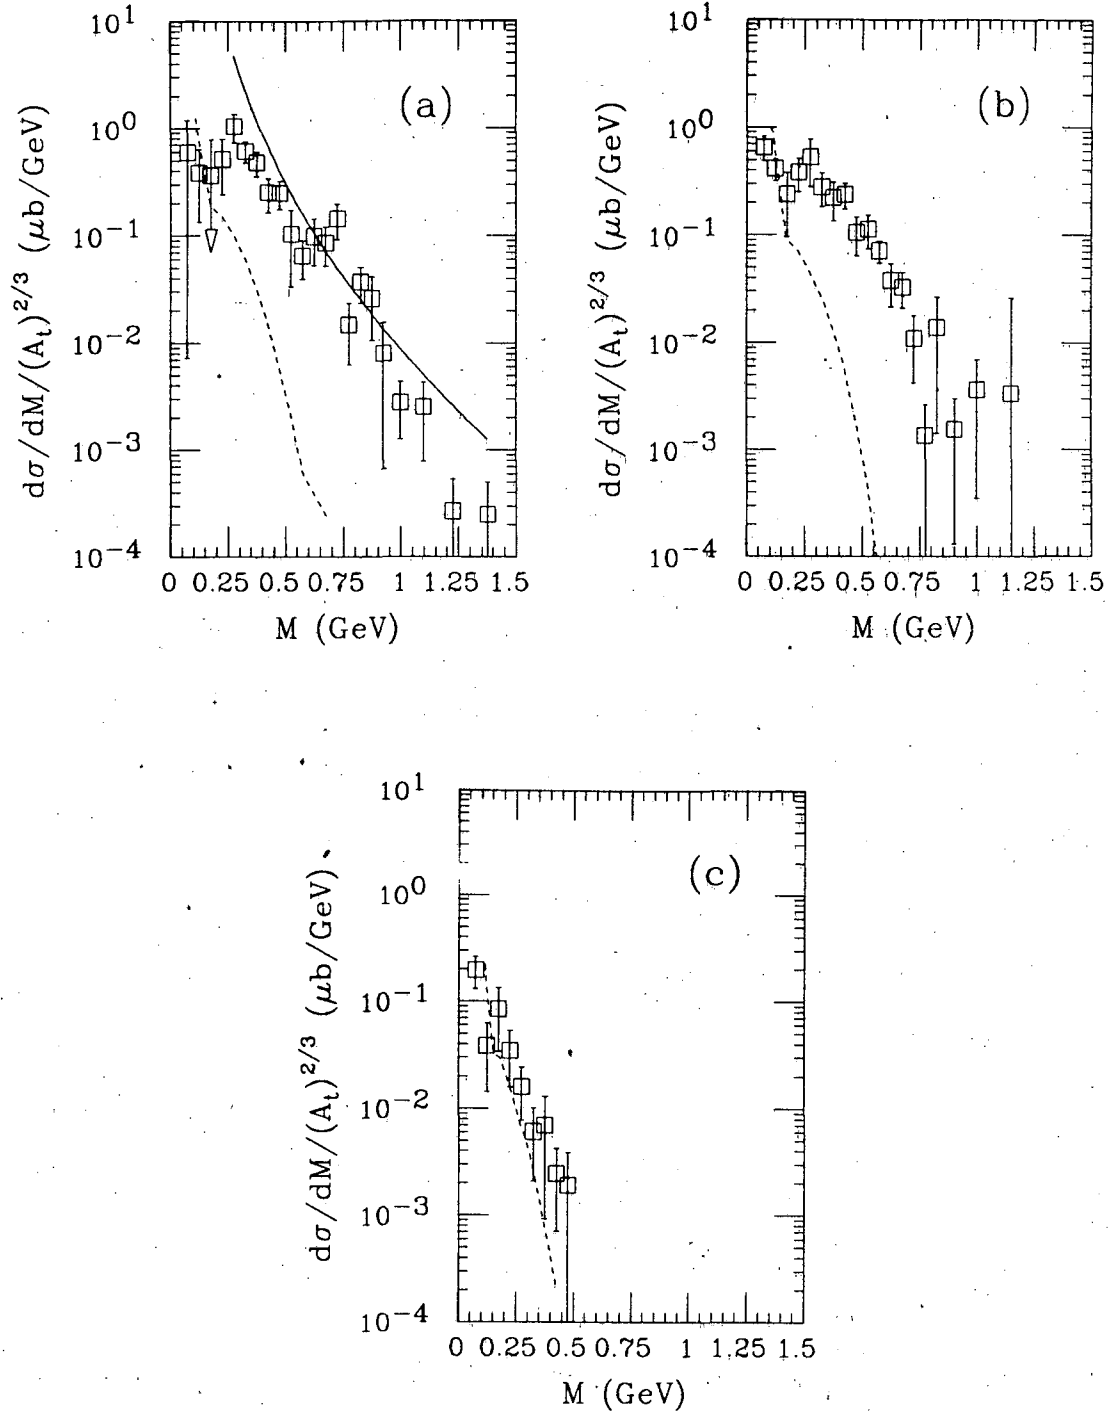 (a)
dσ/dM/(A_t)^{2/3} (μb/GeV)
10^1
10^0
10^{-1}
10^{-2}
10^{-3}
10^{-4}
0 0.25 0.5 0.75 1 1.25 1.5
M (GeV)
(b)
dσ/dM/(A_t)^{2/3} (μb/GeV)
10^1
10^0
10^{-1}
10^{-2}
10^{-3}
10^{-4}
0 0.25 0.5 0.75 1 1.25 1.5
M (GeV)
(c)
dσ/dM/(A_t)^{2/3} (μb/GeV)
10^1
10^0
10^{-1}
10^{-2}
10^{-3}
10^{-4}
0 0.25 0.5 0.75 1 1.25 1.5
M (GeV)